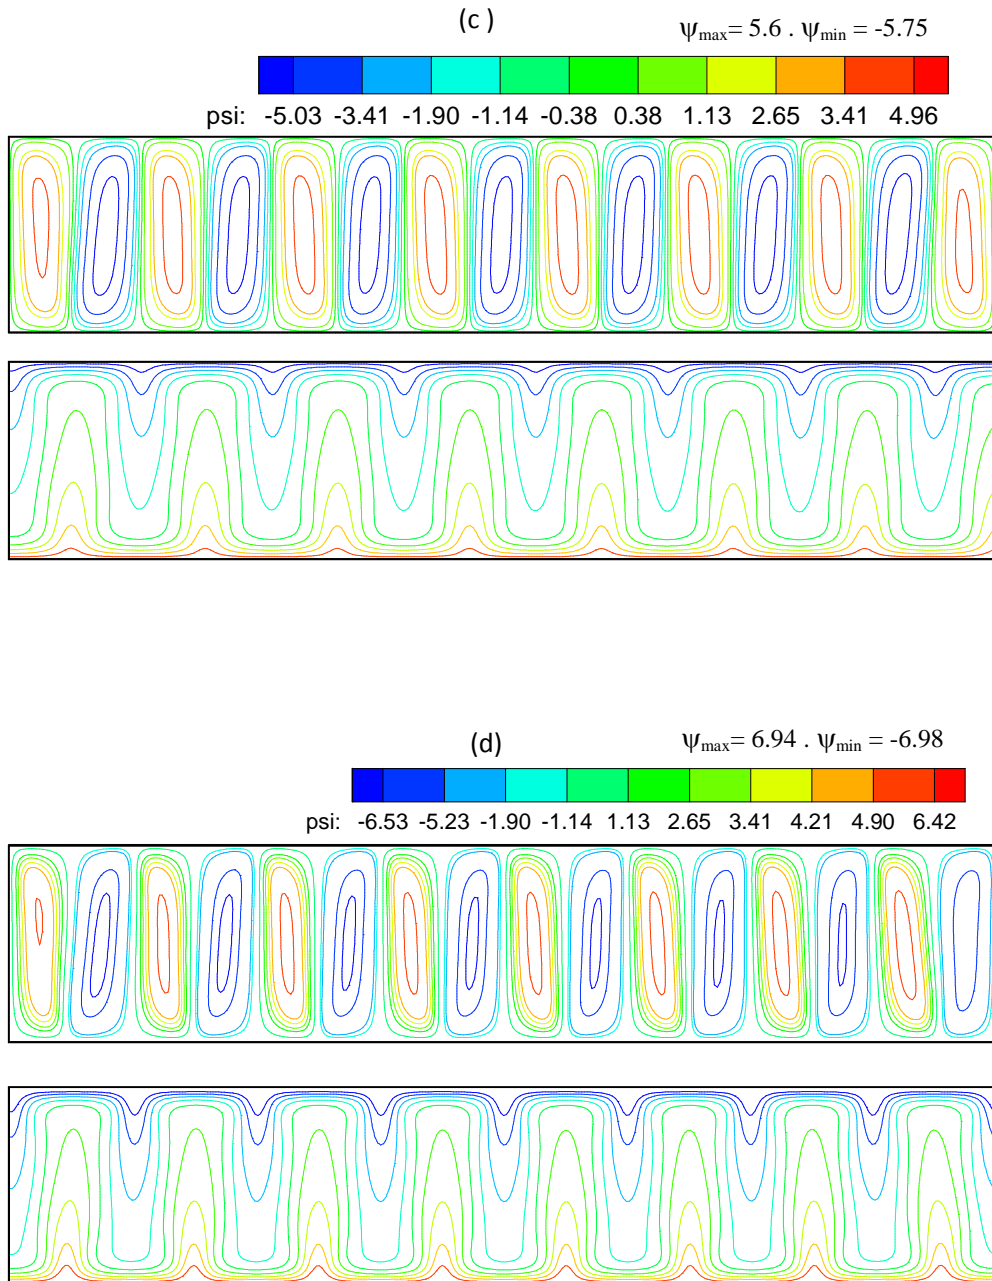 (c )
ψmax= 5.6 . ψmin = -5.75
psi: -5.03 -3.41 -1.90 -1.14 -0.38 0.38 1.13 2.65 3.41 4.96
(d)
ψmax= 6.94 . ψmin = -6.98
psi: -6.53 -5.23 -1.90 -1.14 1.13 2.65 3.41 4.21 4.90 6.42